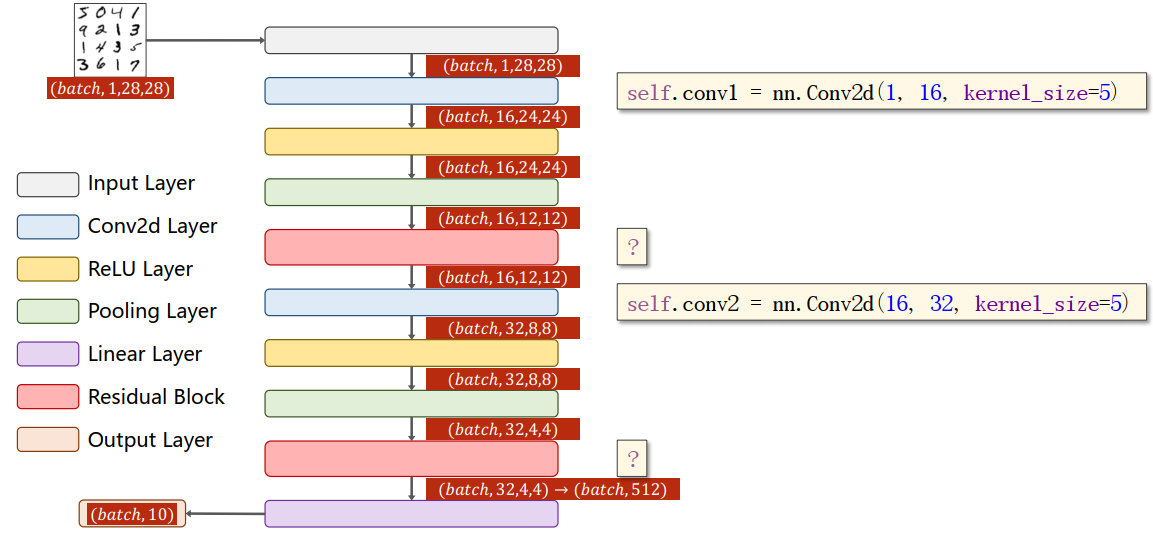 5 0 4 1
9 2 1 3
1 4 3 5
3 6 1 7
(batch, 1,28,28)
(batch, 1,28,28)
self.conv1 = nn.Conv2d(1, 16, kernel_size=5)
(batch, 16,24,24)
(batch, 16,24,24)
(batch, 16,12,12)
?
(batch, 16,12,12)
self.conv2 = nn.Conv2d(16, 32, kernel_size=5)
(batch, 32,8,8)
(batch, 32,8,8)
(batch, 32,4,4)
?
(batch, 32,4,4) → (batch, 512)
(batch, 10)
Input Layer
Conv2d Layer
ReLU Layer
Pooling Layer
Linear Layer
Residual Block
Output Layer